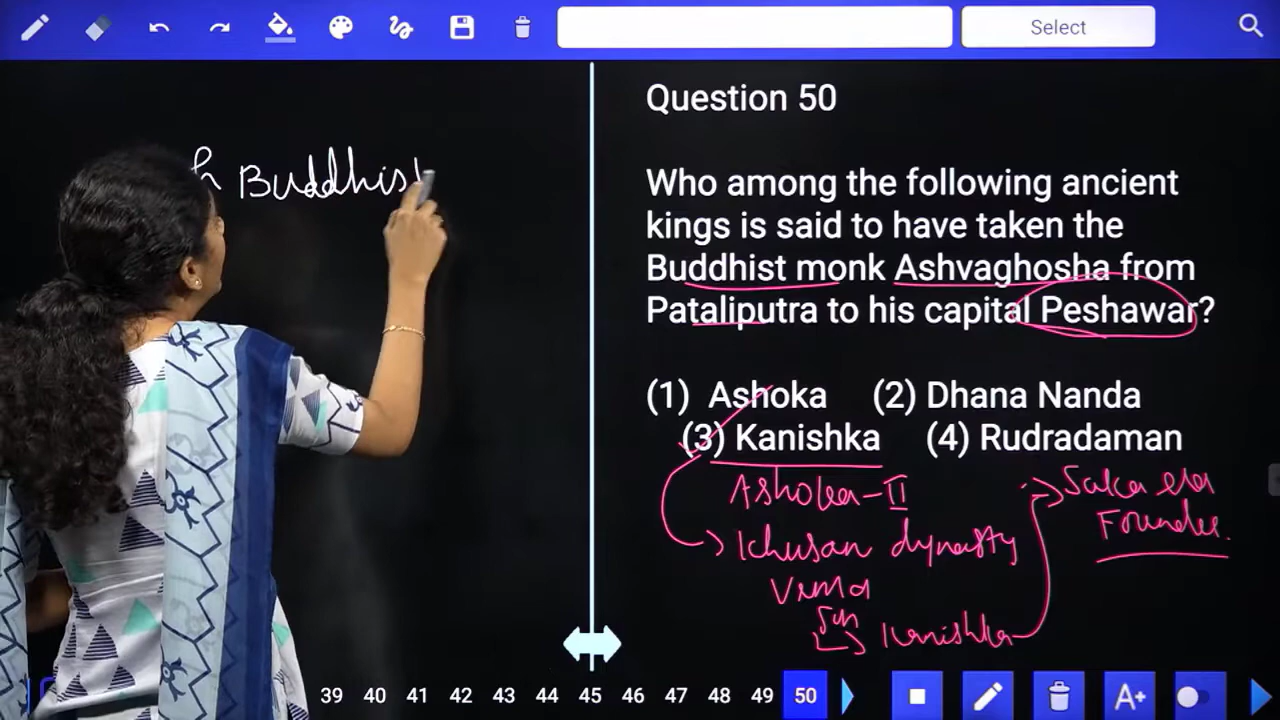 Select
h Buddhist
Question 50
Who among the following ancient
kings is said to have taken the
Buddhist monk Ashvaghosha from
Pataliputra to his capital Peshawar?
(1) Ashoka (2) Dhana Nanda
(3) Kanishka (4) Rudradaman
Ashoka-II
Saka era
Founder.
Khusan dynasty
Vima
Son
Kanishka
39 40 41 42 43 44 45 46 47 48 49 50
A+